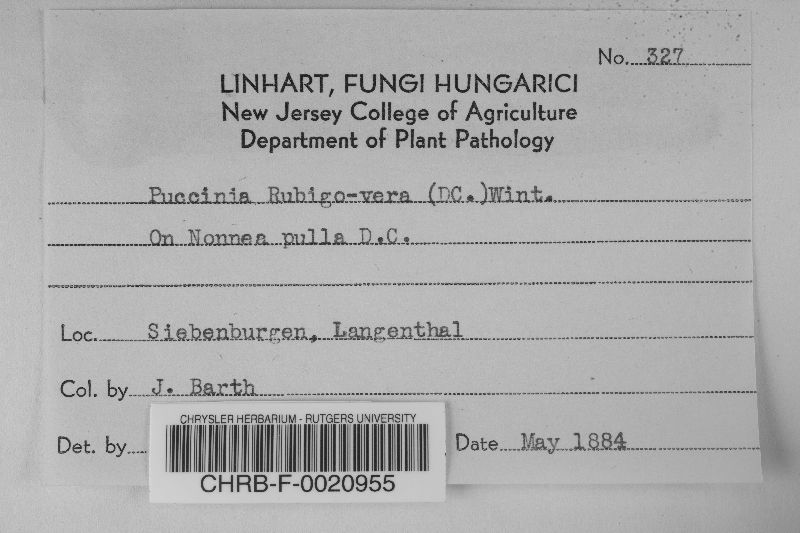 No. 327
LINHART, FUNGI HUNGARICI
New Jersey College of Agriculture
Department of Plant Pathology
Puccinia Rubigo-vera (DC.)Wint.
On Nonnea pulla D.C.
Loc. Siebenburgen, Langenthal
Col. by J. Barth
Det. by
Date May 1884
CHRYSLER HERBARIUM - RUTGERS UNIVERSITY
CHRB-F-0020955